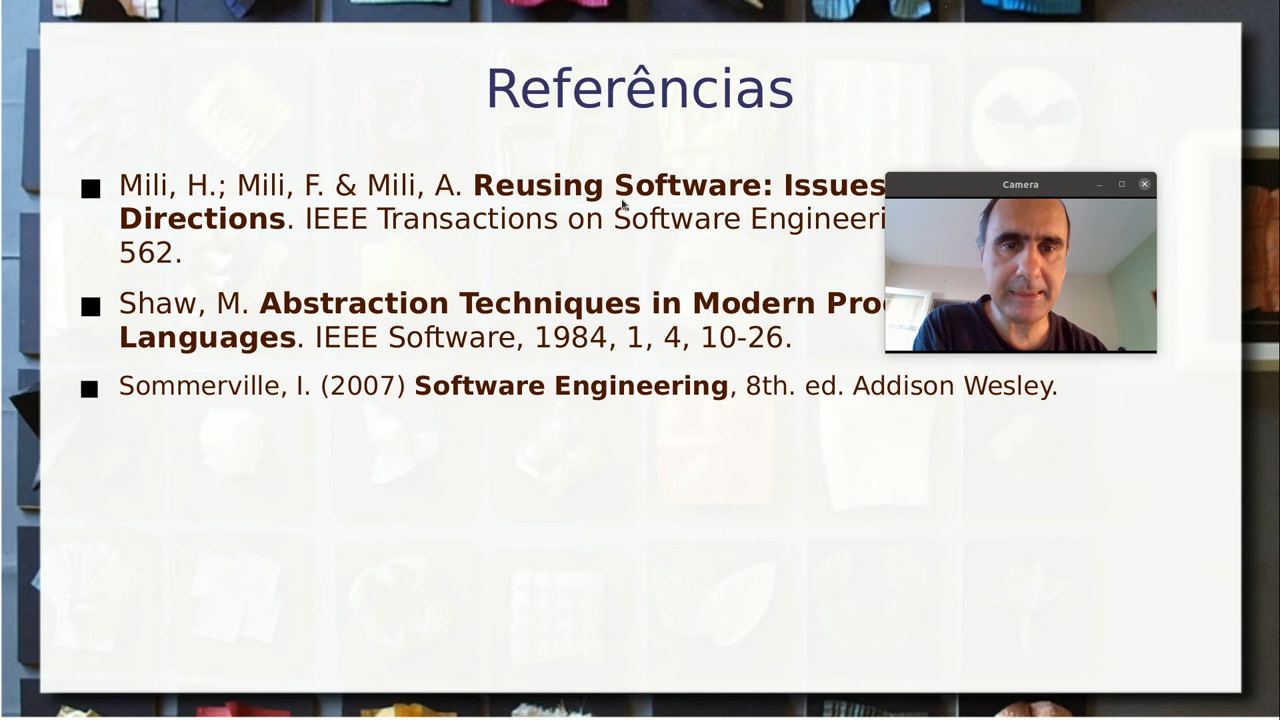 Referências
Mili, H.; Mili, F. & Mili, A. Reusing Software: Issues
Camera
Directions. IEEE Transactions on Software Engineeri
562.
Shaw, M. Abstraction Techniques in Modern Pro
Languages. IEEE Software, 1984, 1, 4, 10-26.
Sommerville, I. (2007) Software Engineering, 8th. ed. Addison Wesley.